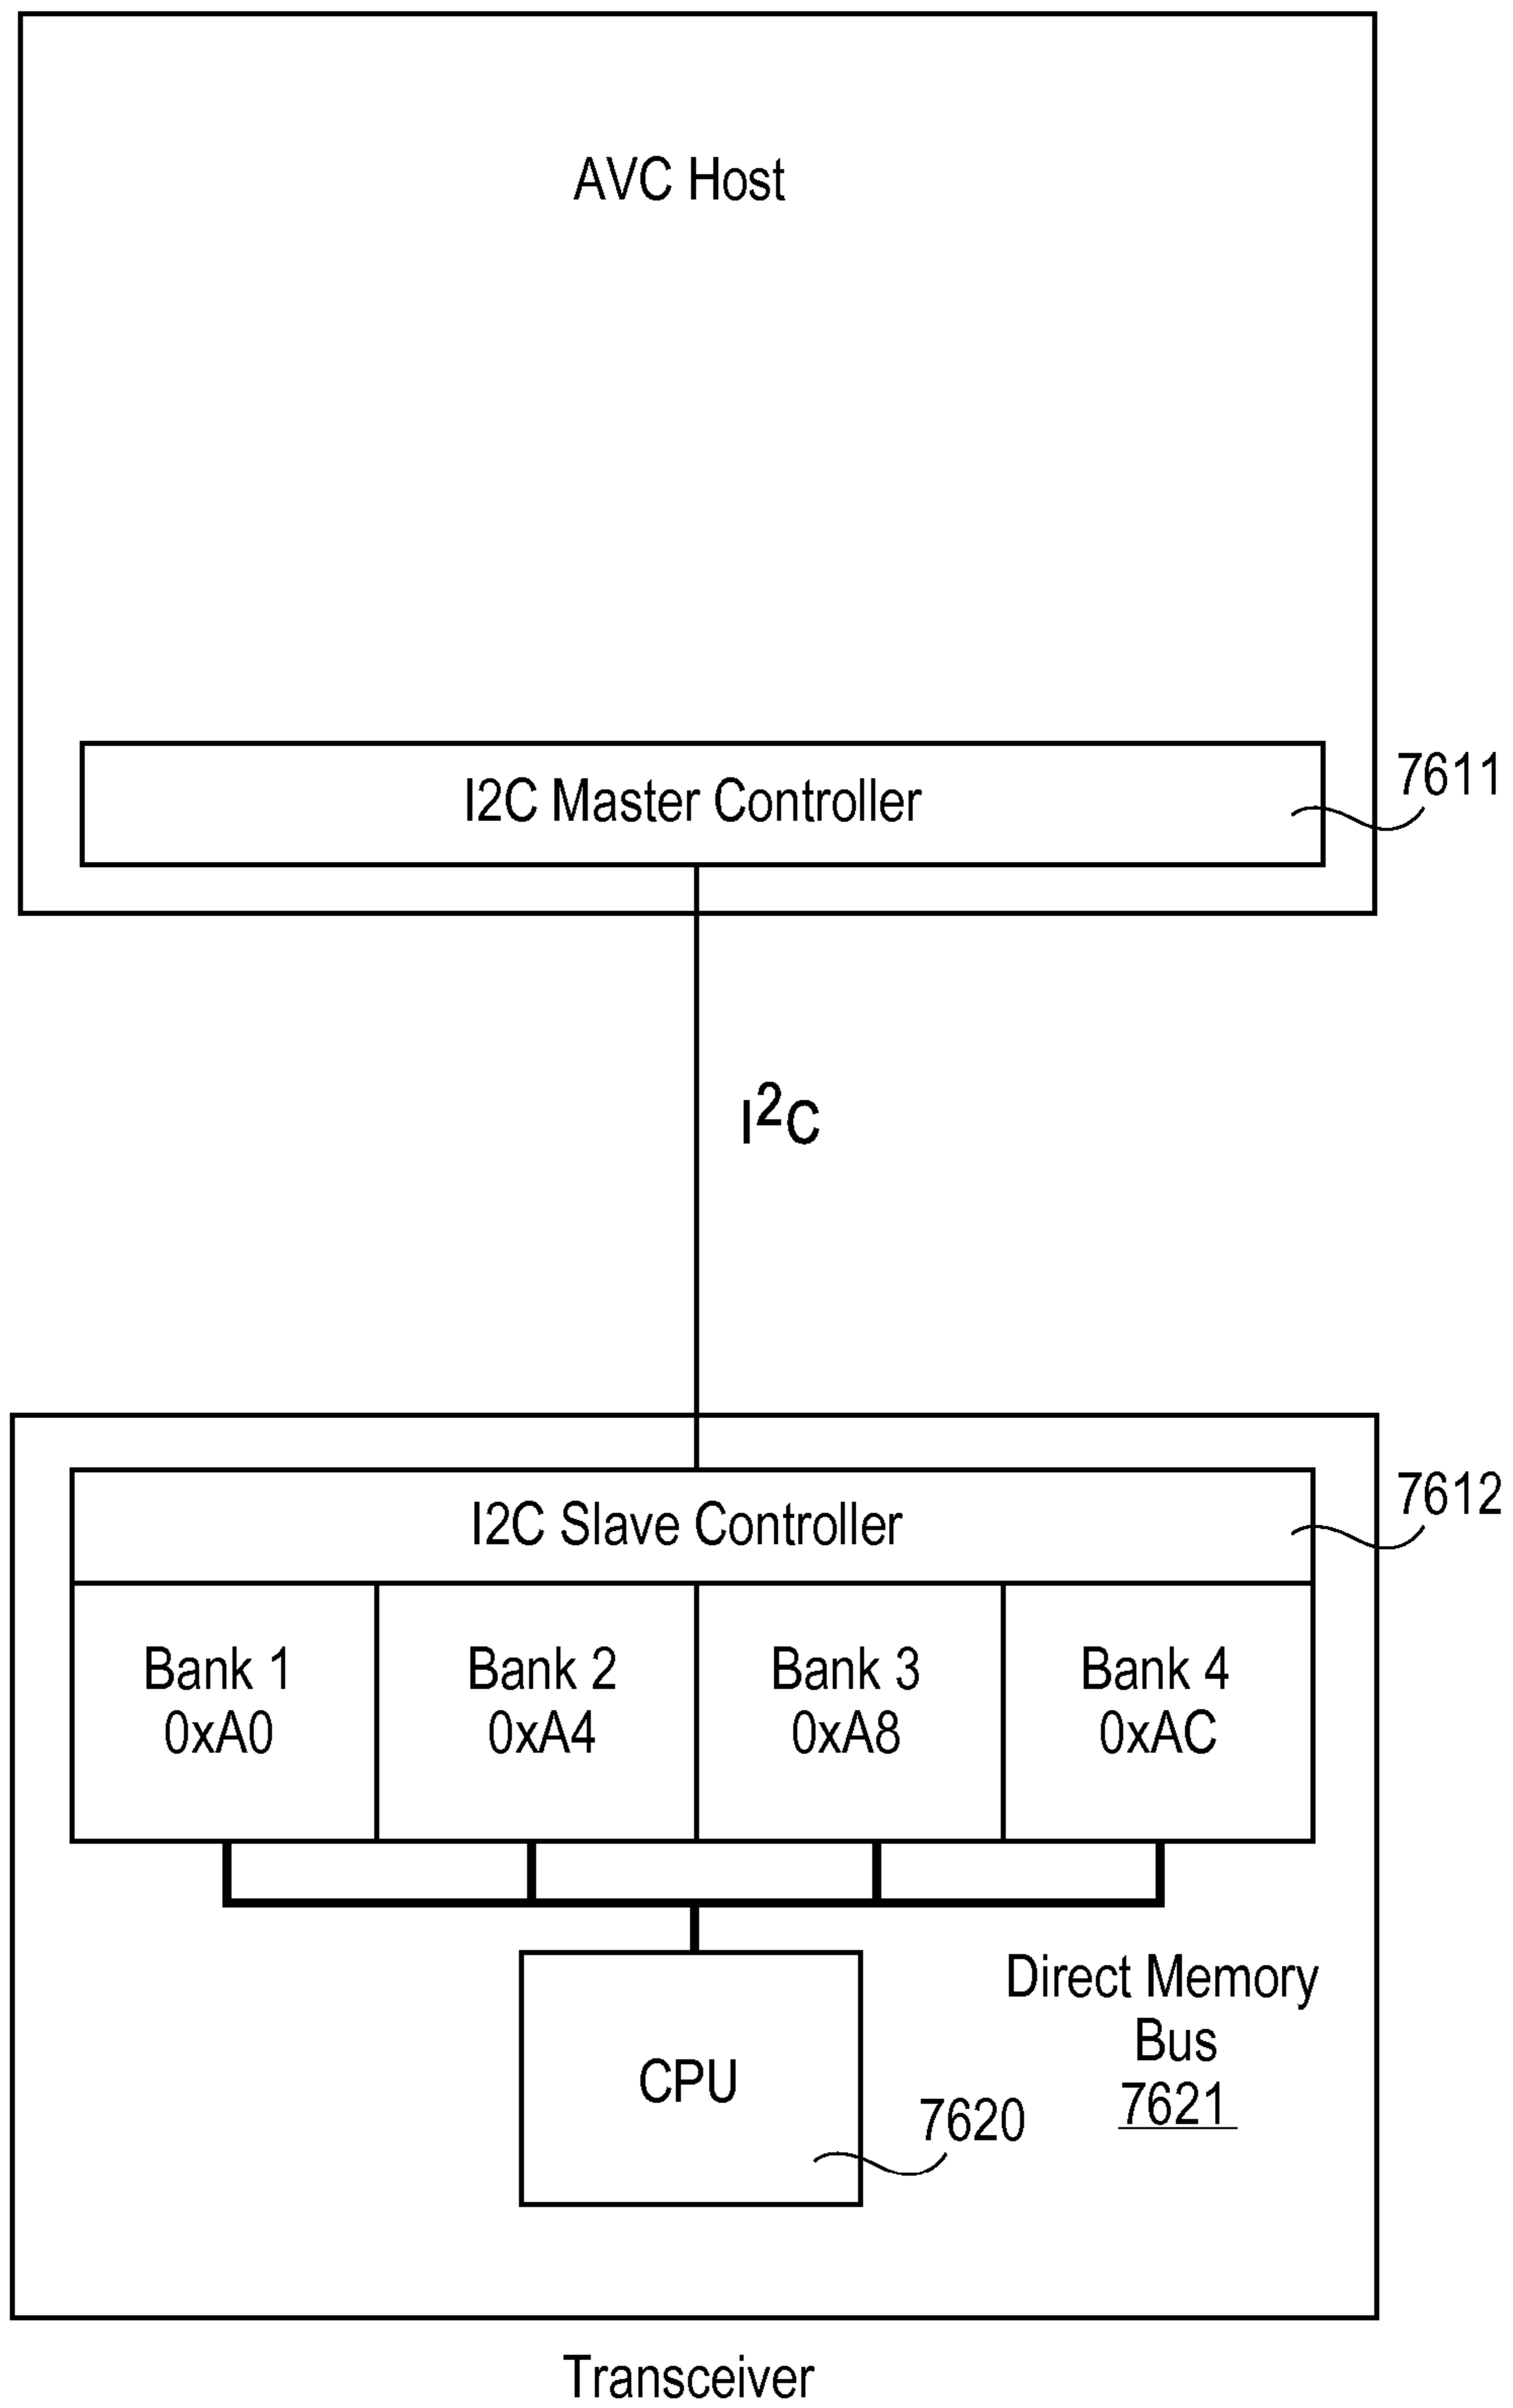 AVC Host
I2C Master Controller
7611
I²C
I2C Slave Controller
7612
Bank 1
0xA0
Bank 2
0xA4
Bank 3
0xA8
Bank 4
0xAC
Direct Memory
Bus
7621
CPU
7620
Transceiver